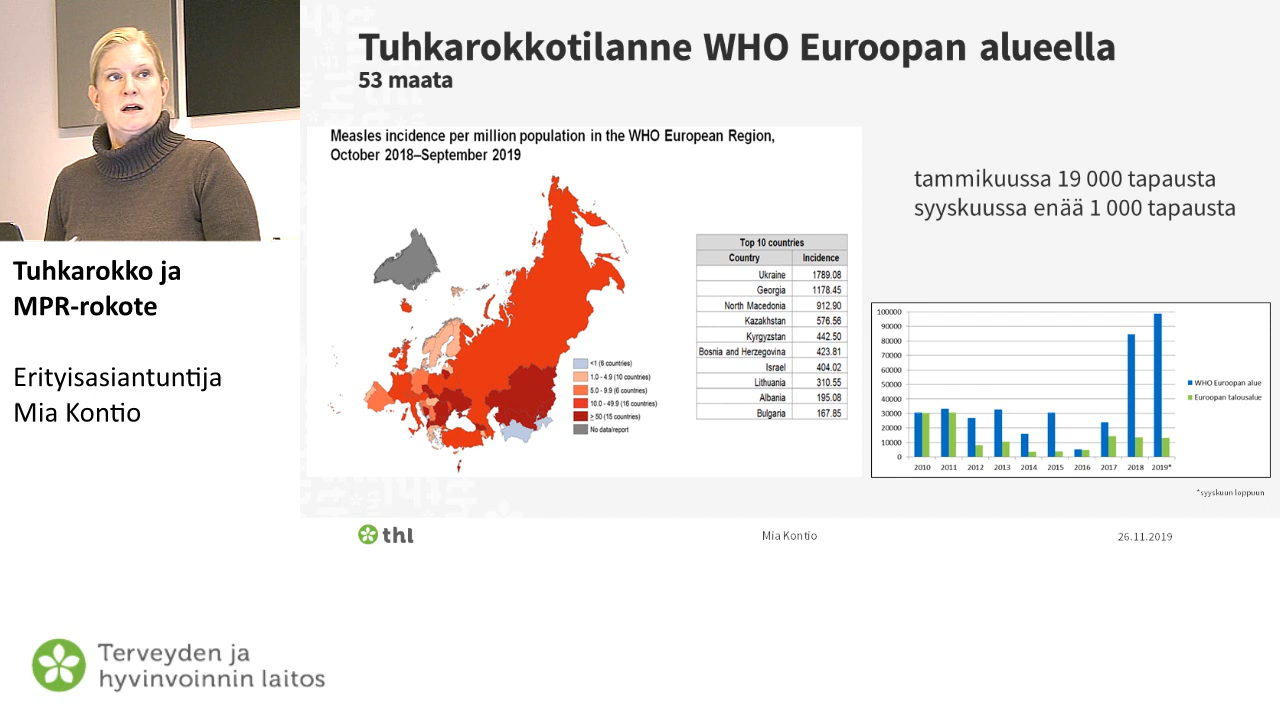 Tuhkarokkotilanne WHO Euroopan alueella
53 maata
Measles incidence per million population in the WHO European Region,
October 2018–September 2019
tammikuussa 19 000 tapausta
syyskuussa enää 1 000 tapausta
Top 10 countries
Country Incidence
Ukraine 1789.08
Georgia 1178.45
North Macedonia 912.90
Kazakhstan 576.56
Kyrgyzstan 442.50
Bosnia and Herzegovina 423.81
Israel 404.02
Lithuania 310.55
Albania 195.08
Bulgaria 167.85
<1 (6 countries)
1.0 - 4.9 (10 countries)
5.0 - 9.9 (6 countries)
10.0 - 49.9 (16 countries)
≥ 50 (15 countries)
No data/report
100000
90000
80000
70000
60000
50000
40000
30000
20000
10000
0
2010 2011 2012 2013 2014 2015 2016 2017 2018 2019*
WHO Euroopan alue
Euroopan talousalue
*syyskuun loppuun
Tuhkarokko ja
MPR-rokote
Erityisasiantuntija
Mia Kontio
thl Mia Kontio 26.11.2019
Terveyden ja
hyvinvoinnin laitos